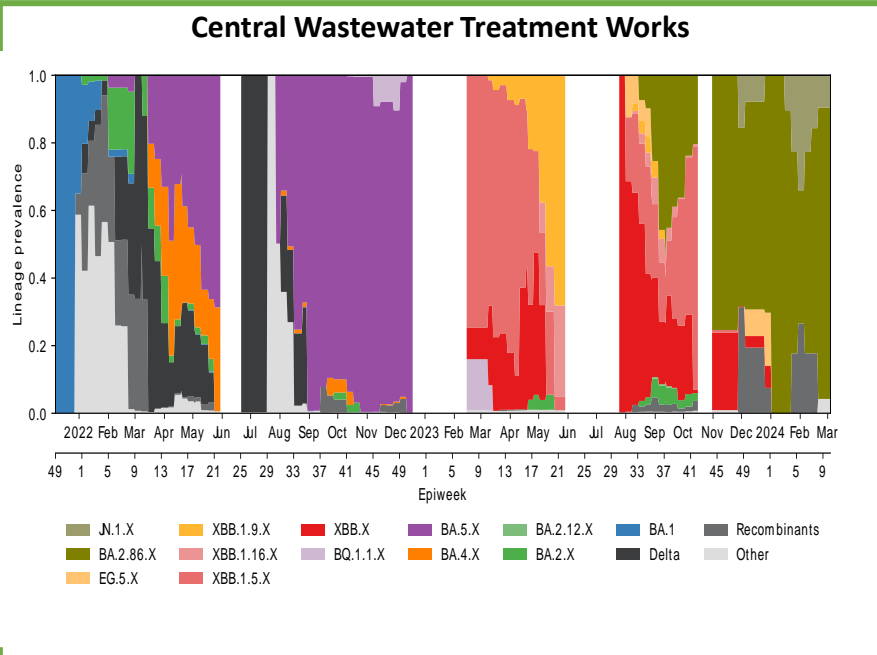 Central Wastewater Treatment Works
Lineage prevalence
1.0
0.8
0.6
0.4
0.2
0.0
2022 Feb Mar Apr May Jun Jul Aug Sep Oct Nov Dec 2023 Feb Mar Apr May Jun Jul Aug Sep Oct Nov Dec 2024 Feb Mar
49 1 5 9 13 17 21 25 29 33 37 41 45 49 1 5 9 13 17 21 25 29 33 37 41 45 49 1 5 9
Epiweek
JN.1.X XBB.1.9.X XBB.X BA.5.X BA.2.12.X BA.1 Recombinants
BA.2.86.X XBB.1.16.X BQ.1.1.X BA.4.X BA.2.X Delta Other
EG.5.X XBB.1.5.X